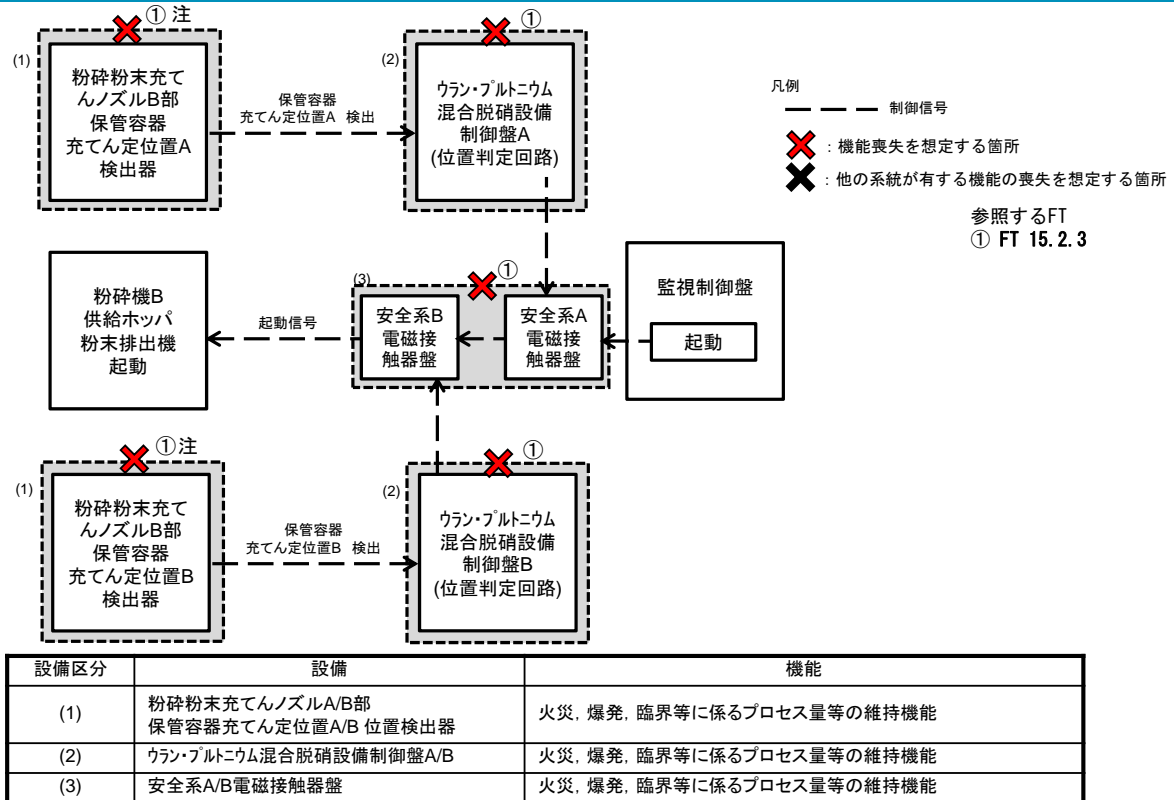 ① 注
(1)
粉砕粉末充て
んノズルB部
保管容器
充てん定位置A
検出器
保管容器
充てん定位置A 検出
①
(2)
ウラン・プルトニウム
混合脱硝設備
制御盤A
(位置判定回路)
凡例
制御信号
：機能喪失を想定する箇所
：他の系統が有する機能の喪失を想定する箇所
参照するFT
① FT 15.2.3
粉砕機B
供給ホッパ
粉末排出機
起動
起動信号
(3)
①
安全系B
電磁接
触器盤
安全系A
電磁接
触器盤
監視制御盤
起動
①注
(1)
粉砕粉末充て
んノズルB部
保管容器
充てん定位置B
検出器
保管容器
充てん定位置B 検出
①
(2)
ウラン・プルトニウム
混合脱硝設備
制御盤B
(位置判定回路)
設備区分 設備 機能
(1) 粉砕粉末充てんノズルA/B部
保管容器充てん定位置A/B 位置検出器 火災，爆発，臨界等に係るプロセス量等の維持機能
(2) ウラン・プルトニウム混合脱硝設備制御盤A/B 火災，爆発，臨界等に係るプロセス量等の維持機能
(3) 安全系A/B電磁接触器盤 火災，爆発，臨界等に係るプロセス量等の維持機能